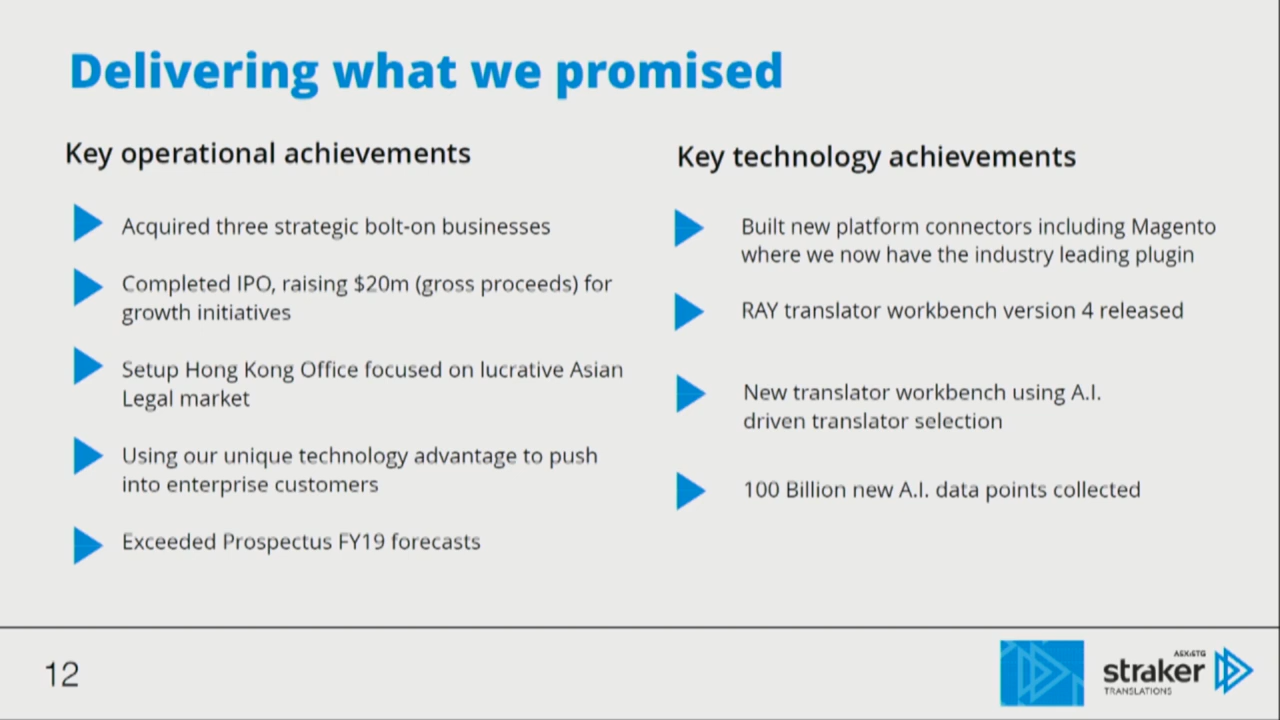 Delivering what we promised
Key operational achievements
Acquired three strategic bolt-on businesses
Completed IPO, raising $20m (gross proceeds) for
growth initiatives
Setup Hong Kong Office focused on lucrative Asian
Legal market
Using our unique technology advantage to push
into enterprise customers
Exceeded Prospectus FY19 forecasts
Key technology achievements
Built new platform connectors including Magento
where we now have the industry leading plugin
RAY translator workbench version 4 released
New translator workbench using A.I.
driven translator selection
100 Billion new A.I. data points collected
12
ASX:STG
straker
TRANSLATIONS